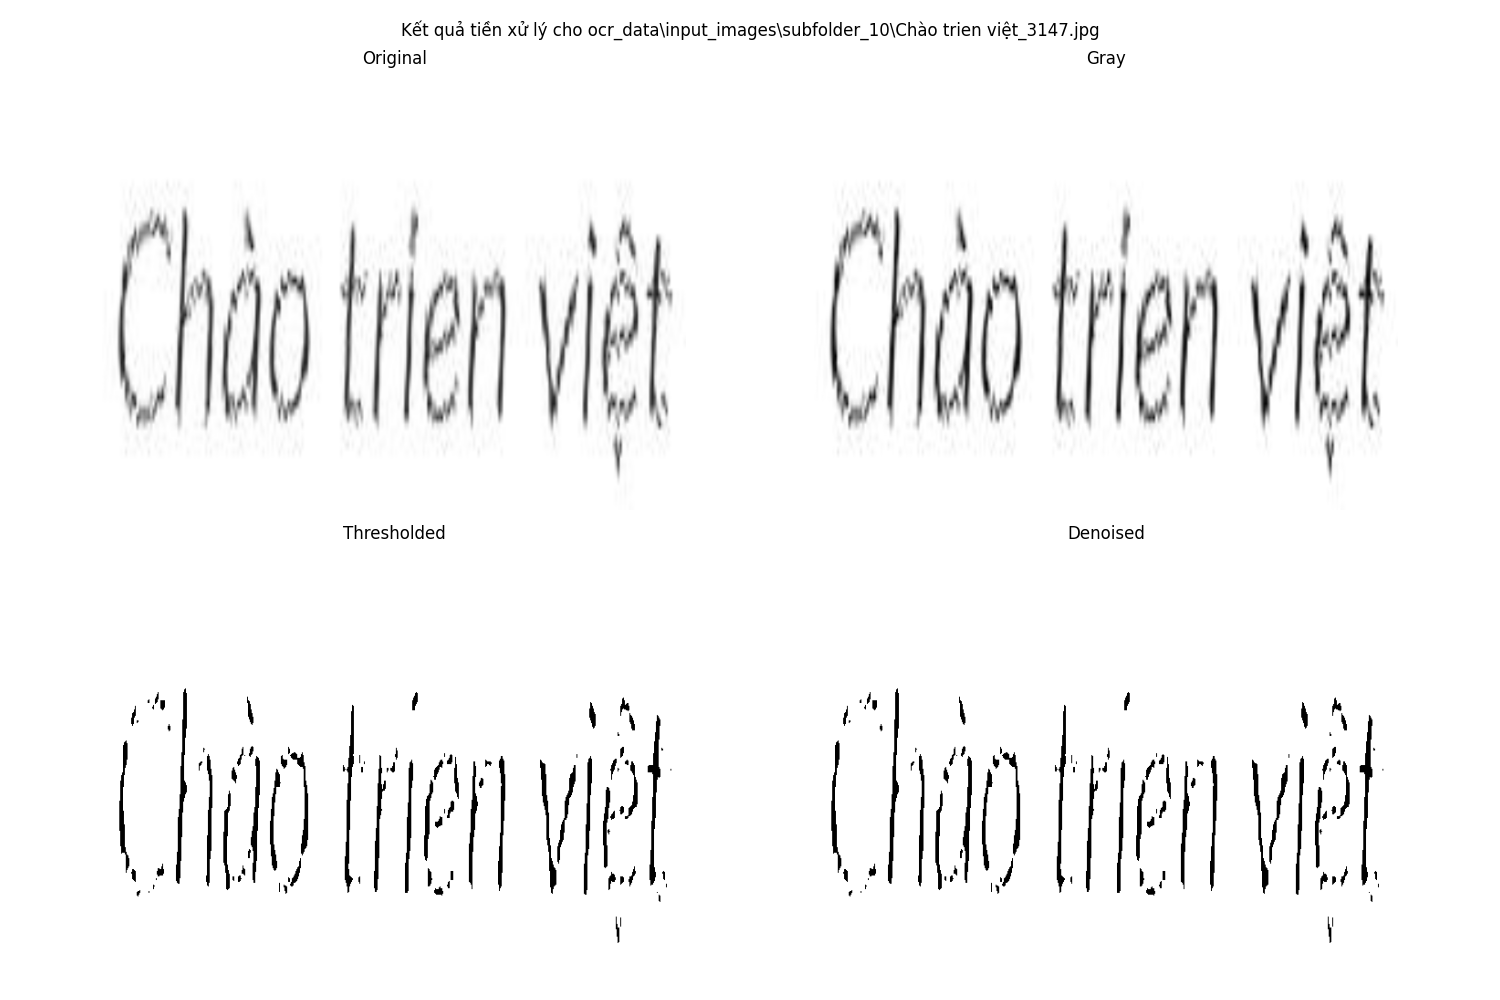 Kết quả tiền xử lý cho ocr_data\input_images\subfolder_10\Chào trien việt_3147.jpg
Original
Gray
Chào trien việt
Chào trien việt
Thresholded
Denoised
Chào trien việt
Chào trien việt